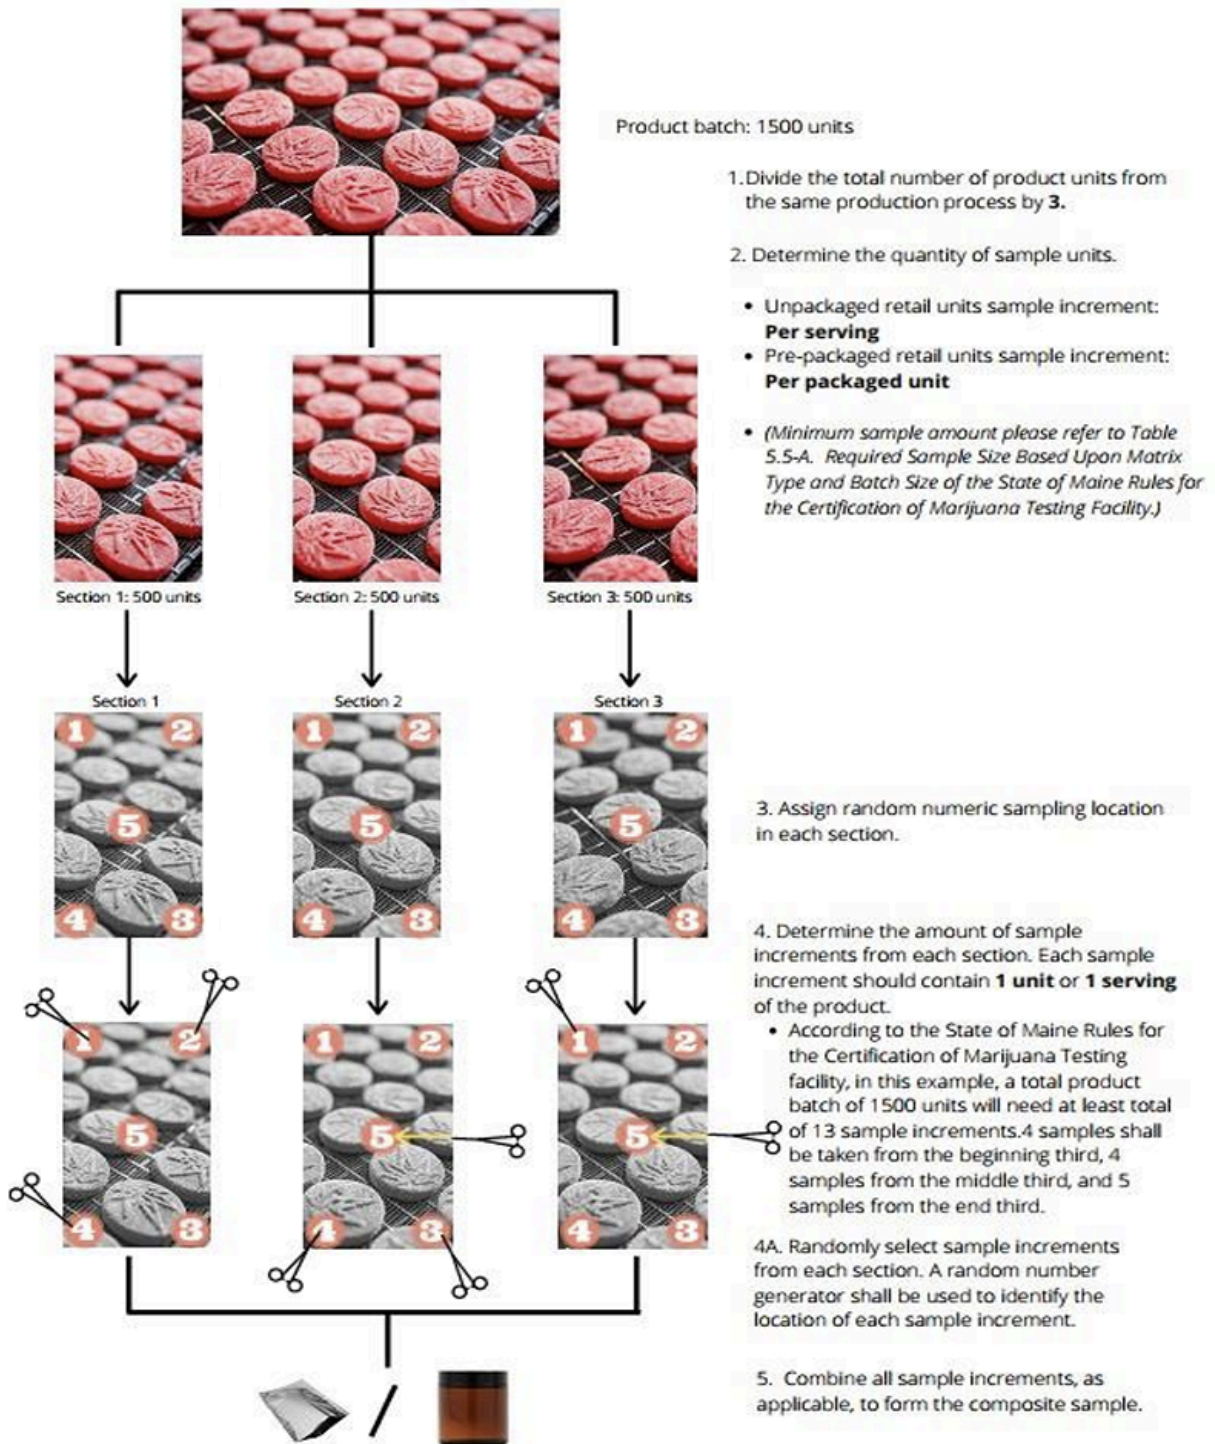 Product batch: 1500 units
1.Divide the total number of product units from
the same production process by 3.
2. Determine the quantity of sample units.
• Unpackaged retail units sample increment:
Per serving
• Pre-packaged retail units sample increment:
Per packaged unit
• (Minimum sample amount please refer to Table
5.5-A. Required Sample Size Based Upon Matrix
Type and Batch Size of the State of Maine Rules for
the Certification of Marijuana Testing Facility.)
Section 1: 500 units
Section 2: 500 units
Section 3: 500 units
Section 1
Section 2
Section 3
1 2
5
4 3
1 2
5
4 3
1 2
5
4 3
3. Assign random numeric sampling location
in each section.
4. Determine the amount of sample
increments from each section. Each sample
increment should contain 1 unit or 1 serving
of the product.
• According to the State of Maine Rules for
the Certification of Marijuana Testing
facility, in this example, a total product
batch of 1500 units will need at least total
of 13 sample increments.4 samples shall
be taken from the beginning third, 4
samples from the middle third, and 5
samples from the end third.
1 2
5
4 3
1 2
5
4 3
1 2
5
4 3
4A. Randomly select sample increments
from each section. A random number
generator shall be used to identify the
location of each sample increment.
5. Combine all sample increments, as
applicable, to form the composite sample.